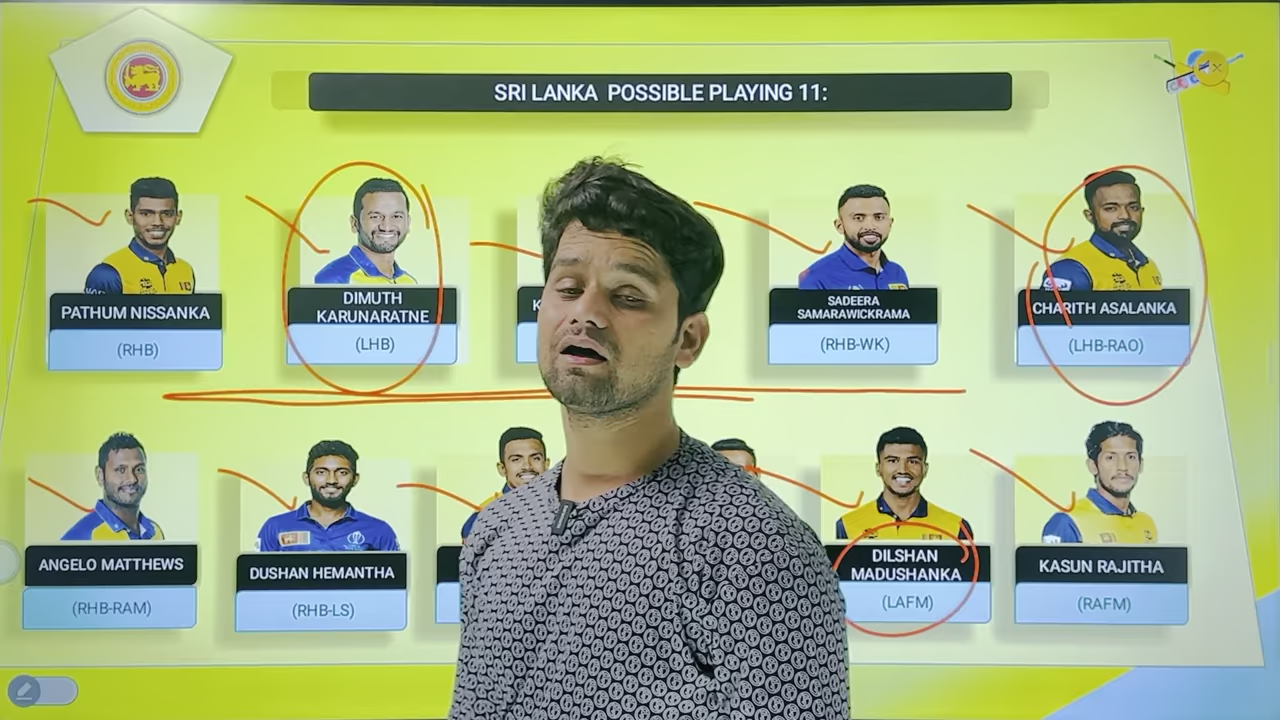 SRI LANKA POSSIBLE PLAYING 11:
PATHUM NISSANKA
(RHB)
DIMUTH
KARUNARATNE
(LHB)
K
SADEERA
SAMARAWICKRAMA
(RHB-WK)
CHARITH ASALANKA
(LHB-RAO)
ANGELO MATTHEWS
(RHB-RAM)
DUSHAN HEMANTHA
(RHB-LS)
DILSHAN
MADUSHANKA
(LAFM)
KASUN RAJITHA
(RAFM)